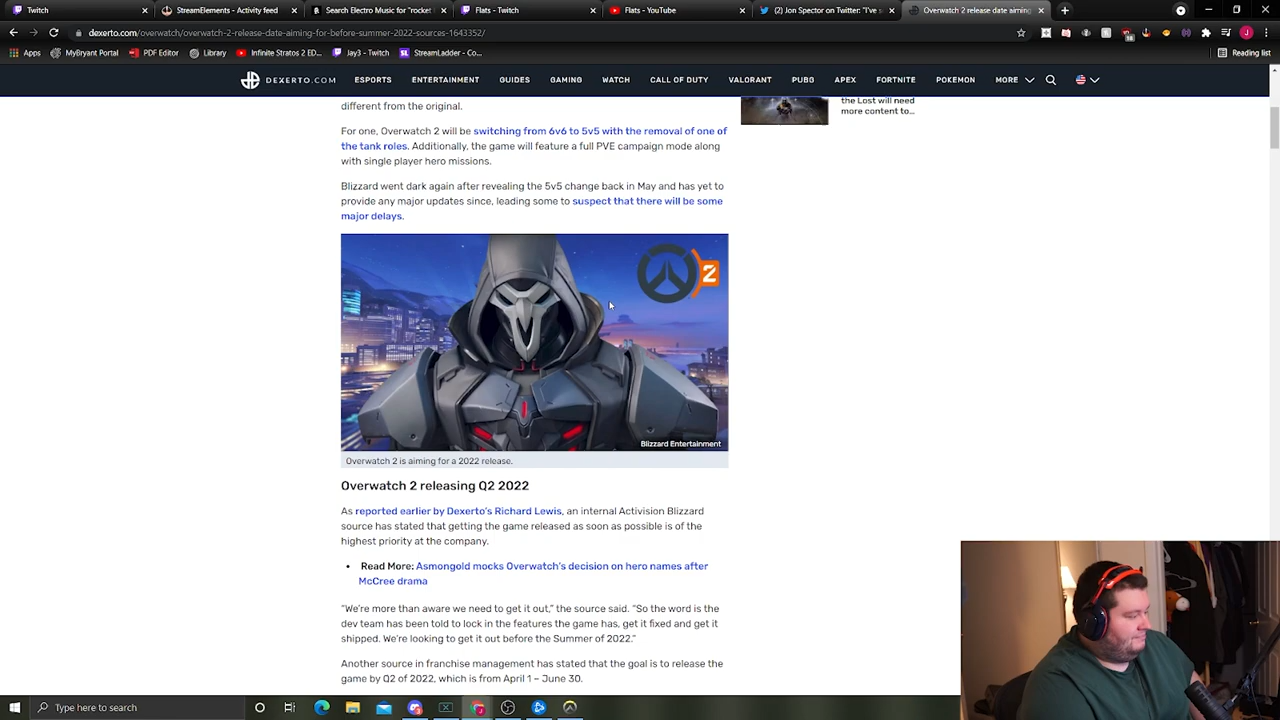 Twitch
StreamElements - Activity feed
Search Electro Music for "rocket
Flats - Twitch
Flats - YouTube
(2) Jon Spector on Twitter: "I've s
Overwatch 2 release date aiming
dexerto.com/overwatch/overwatch-2-release-date-aiming-for-before-summer-2022-sources-1643352/
Apps
MyBryant Portal
PDF Editor
Library
Infinite Stratos 2 ED...
Jay3 - Twitch
StreamLadder - Co...
Reading list
DEXERTO.COM
ESPORTS
ENTERTAINMENT
GUIDES
GAMING
WATCH
CALL OF DUTY
VALORANT
PUBG
APEX
FORTNITE
POKEMON
MORE
different from the original.
the Lost will need
more content to...
For one, Overwatch 2 will be switching from 6v6 to 5v5 with the removal of one of
the tank roles. Additionally, the game will feature a full PVE campaign mode along
with single player hero missions.
Blizzard went dark again after revealing the 5v5 change back in May and has yet to
provide any major updates since, leading some to suspect that there will be some
major delays.
2
Blizzard Entertainment
Overwatch 2 is aiming for a 2022 release.
Overwatch 2 releasing Q2 2022
As reported earlier by Dexerto's Richard Lewis, an internal Activision Blizzard
source has stated that getting the game released as soon as possible is of the
highest priority at the company.
• Read More: Asmongold mocks Overwatch's decision on hero names after
McCree drama
"We're more than aware we need to get it out," the source said. "So the word is the
dev team has been told to lock in the features the game has, get it fixed and get it
shipped. We're looking to get it out before the Summer of 2022."
Another source in franchise management has stated that the goal is to release the
game by Q2 of 2022, which is from April 1 – June 30.
Type here to search